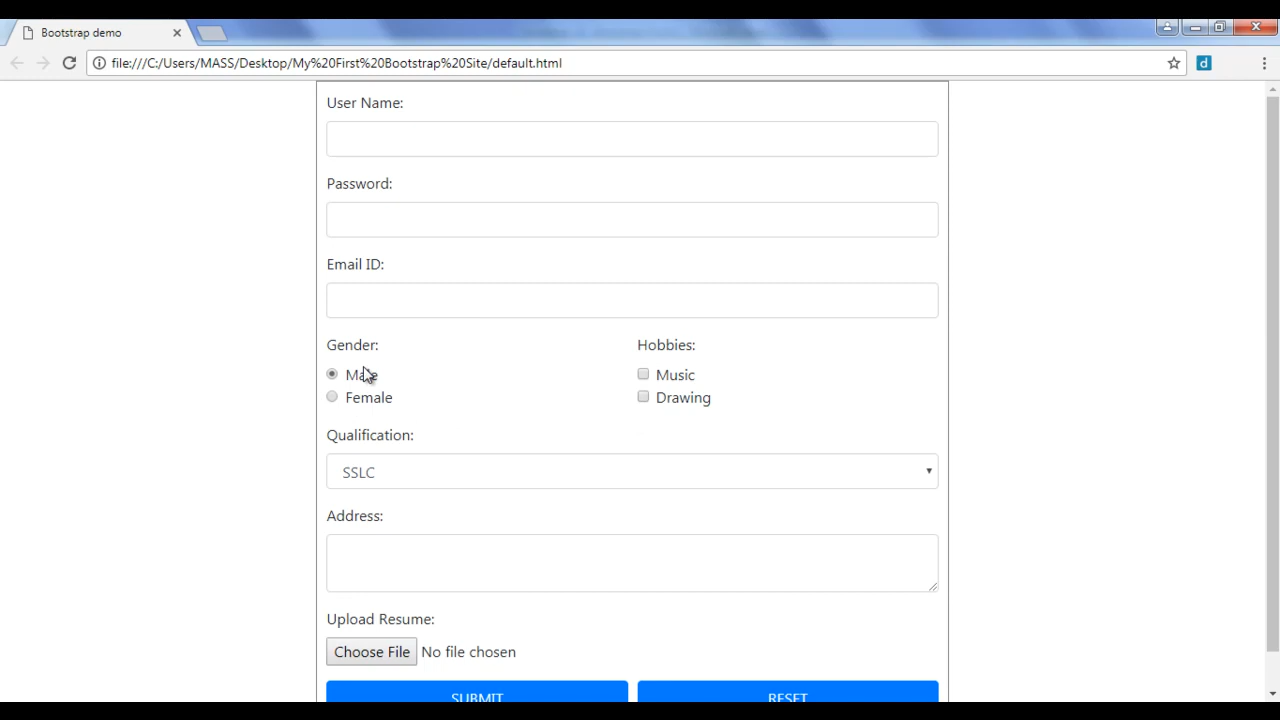 Bootstrap demo
file:///C:/Users/MASS/Desktop/My%20First%20Bootstrap%20Site/default.html
User Name:
Password:
Email ID:
Gender: Hobbies:
Male Music
Female Drawing
Qualification:
SSLC
Address:
Upload Resume:
Choose File No file chosen
SUBMIT RESET